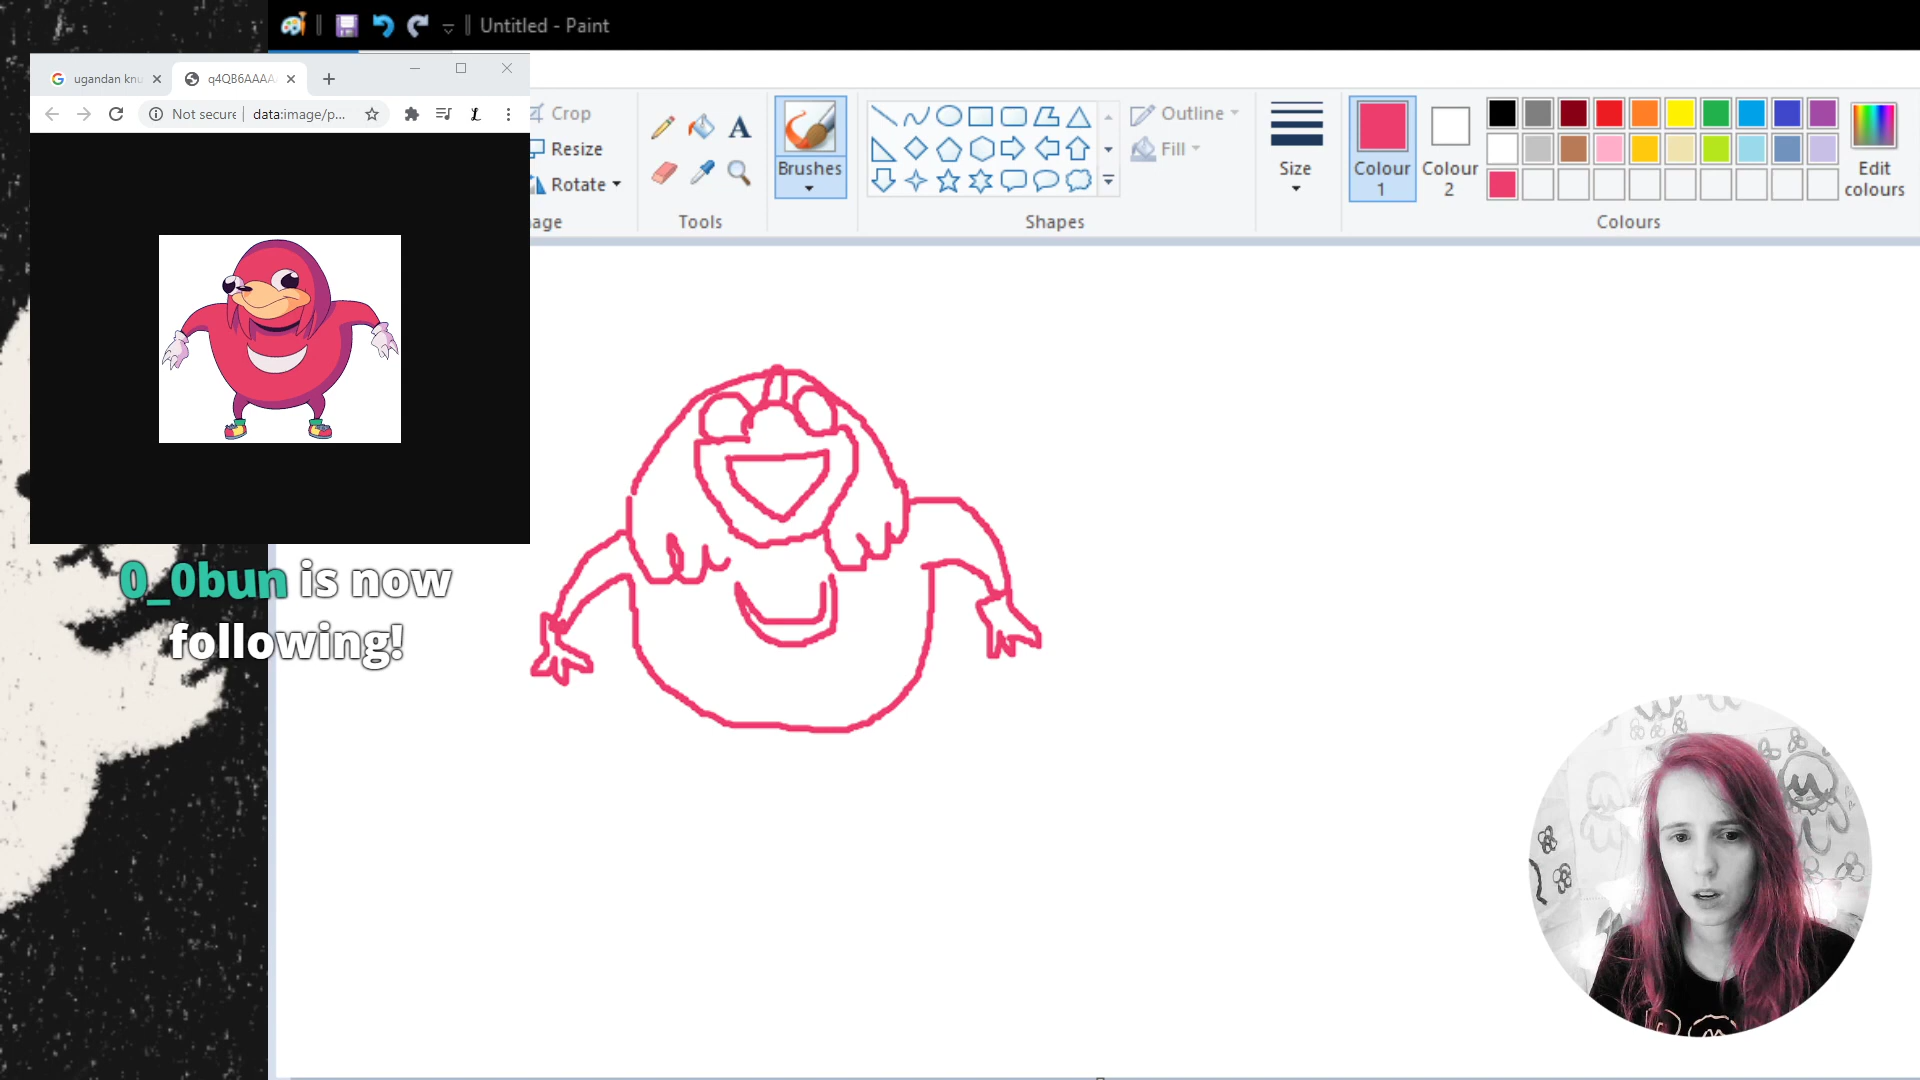 Untitled - Paint
ugandan knu
q4QB6AAAA
Not secure
data:image/p...
Crop
Resize
Rotate
age
Tools
Brushes
Shapes
Outline
Fill
Size
Colour
1
Colour
2
Edit
colours
Colours
0_0bun is now
following!